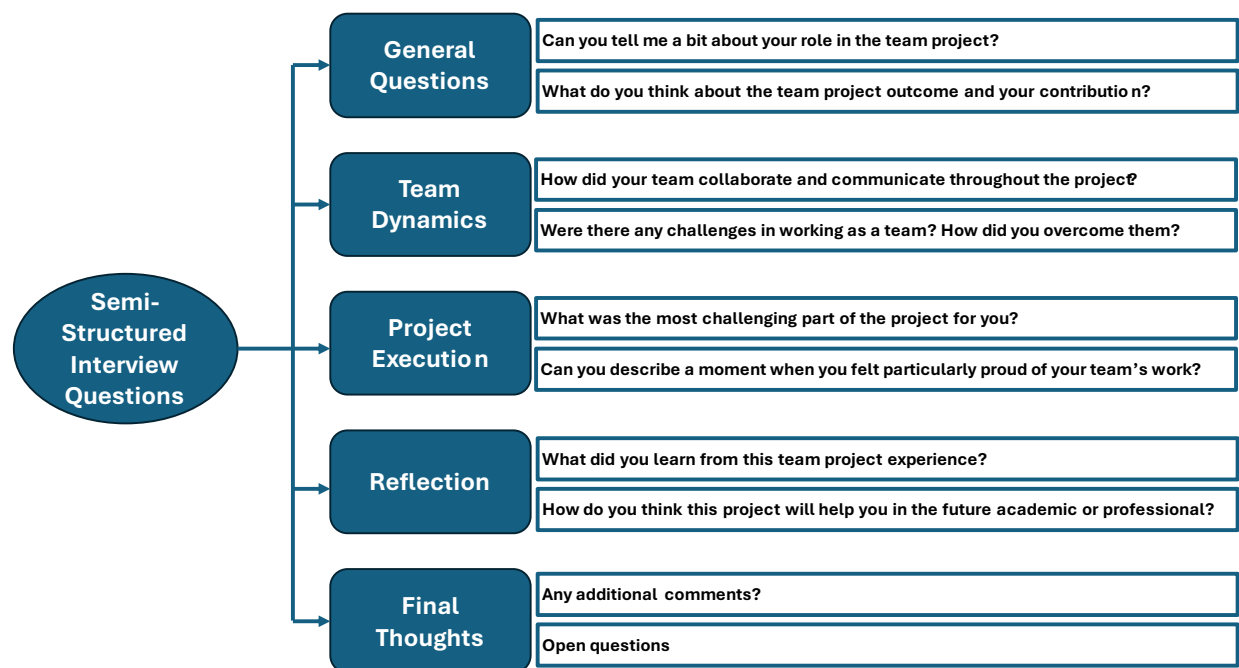 General
Questions
Can you tell me a bit about your role in the team project?
What do you think about the team project outcome and your contribution?
Team
Dynamics
How did your team collaborate and communicate throughout the project?
Were there any challenges in working as a team? How did you overcome them?
Semi-
Structured
Interview
Questions
Project
Execution
What was the most challenging part of the project for you?
Can you describe a moment when you felt particularly proud of your team’s work?
Reflection
What did you learn from this team project experience?
How do you think this project will help you in the future academic or professional?
Final
Thoughts
Any additional comments?
Open questions